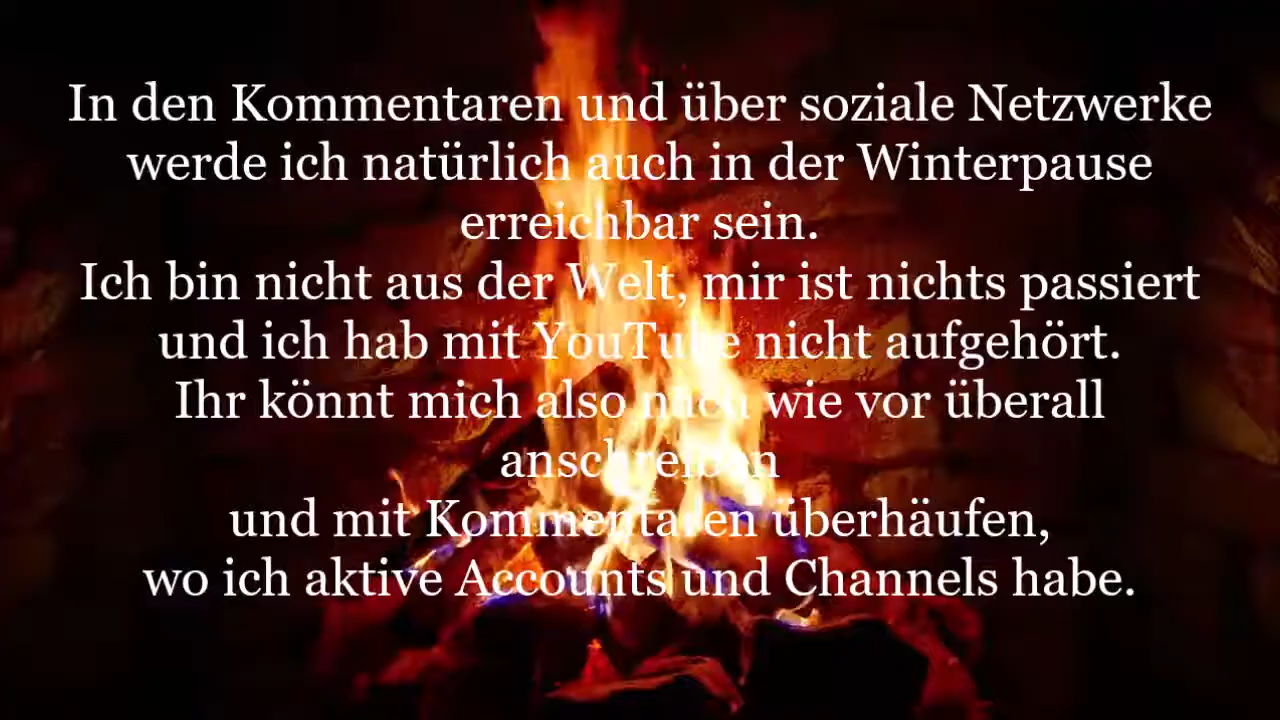 In den Kommentaren und über soziale Netzwerke
werde ich natürlich auch in der Winterpause
erreichbar sein.
Ich bin nicht aus der Welt, mir ist nichts passiert
und ich hab mit YouTube nicht aufgehört.
Ihr könnt mich also nach wie vor überall
anschreiben
und mit Kommentaren überhäufen,
wo ich aktive Accounts und Channels habe.